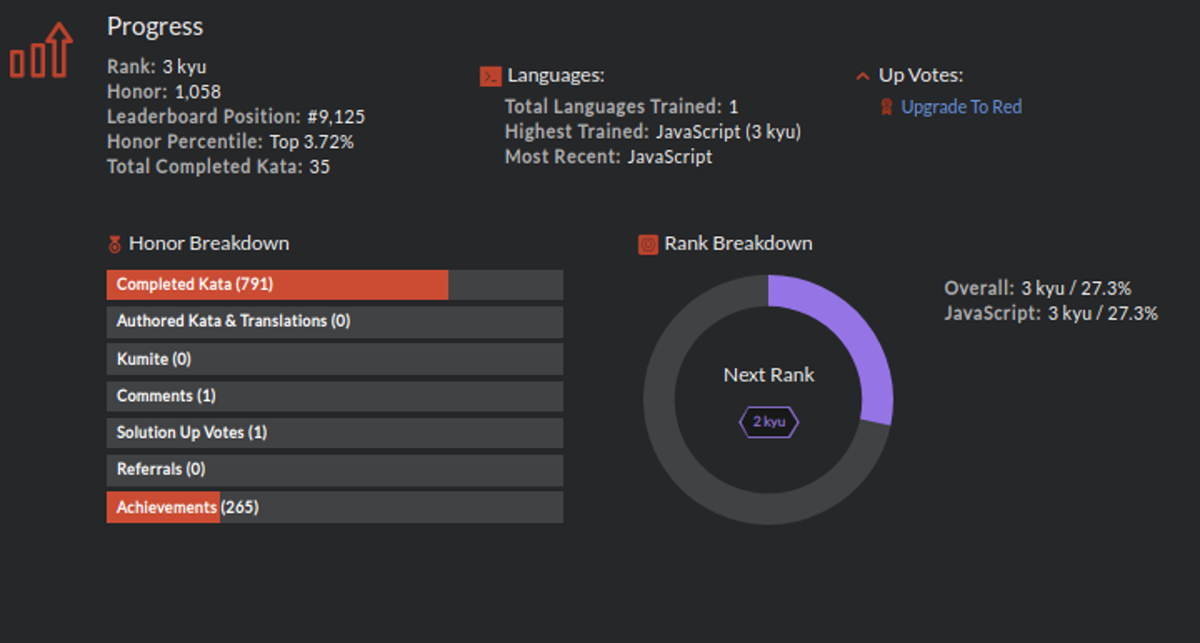 Progress
Rank: 3 kyu
Honor: 1,058
Leaderboard Position: #9,125
Honor Percentile: Top 3.72%
Total Completed Kata: 35
Languages:
Total Languages Trained: 1
Highest Trained: JavaScript (3 kyu)
Most Recent: JavaScript
Up Votes:
Upgrade To Red
Honor Breakdown
Completed Kata (791)
Authored Kata & Translations (0)
Kumite (0)
Comments (1)
Solution Up Votes (1)
Referrals (0)
Achievements (265)
Rank Breakdown
Next Rank
2 kyu
Overall: 3 kyu / 27.3%
JavaScript: 3 kyu / 27.3%